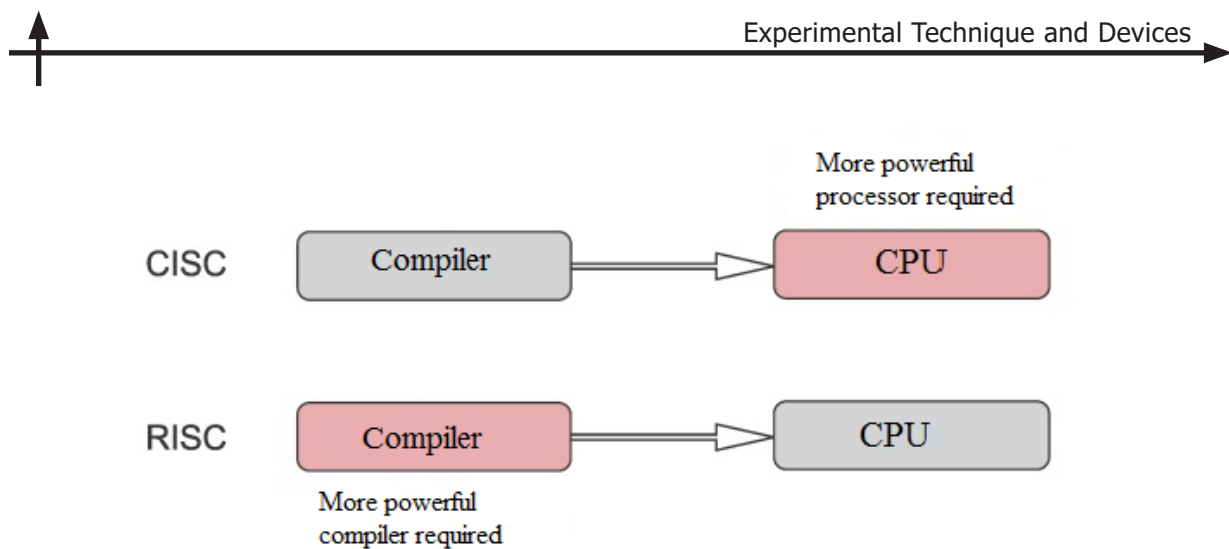 Experimental Technique and Devices
More powerful
processor required
CISC
Compiler
CPU
RISC
Compiler
CPU
More powerful
compiler required